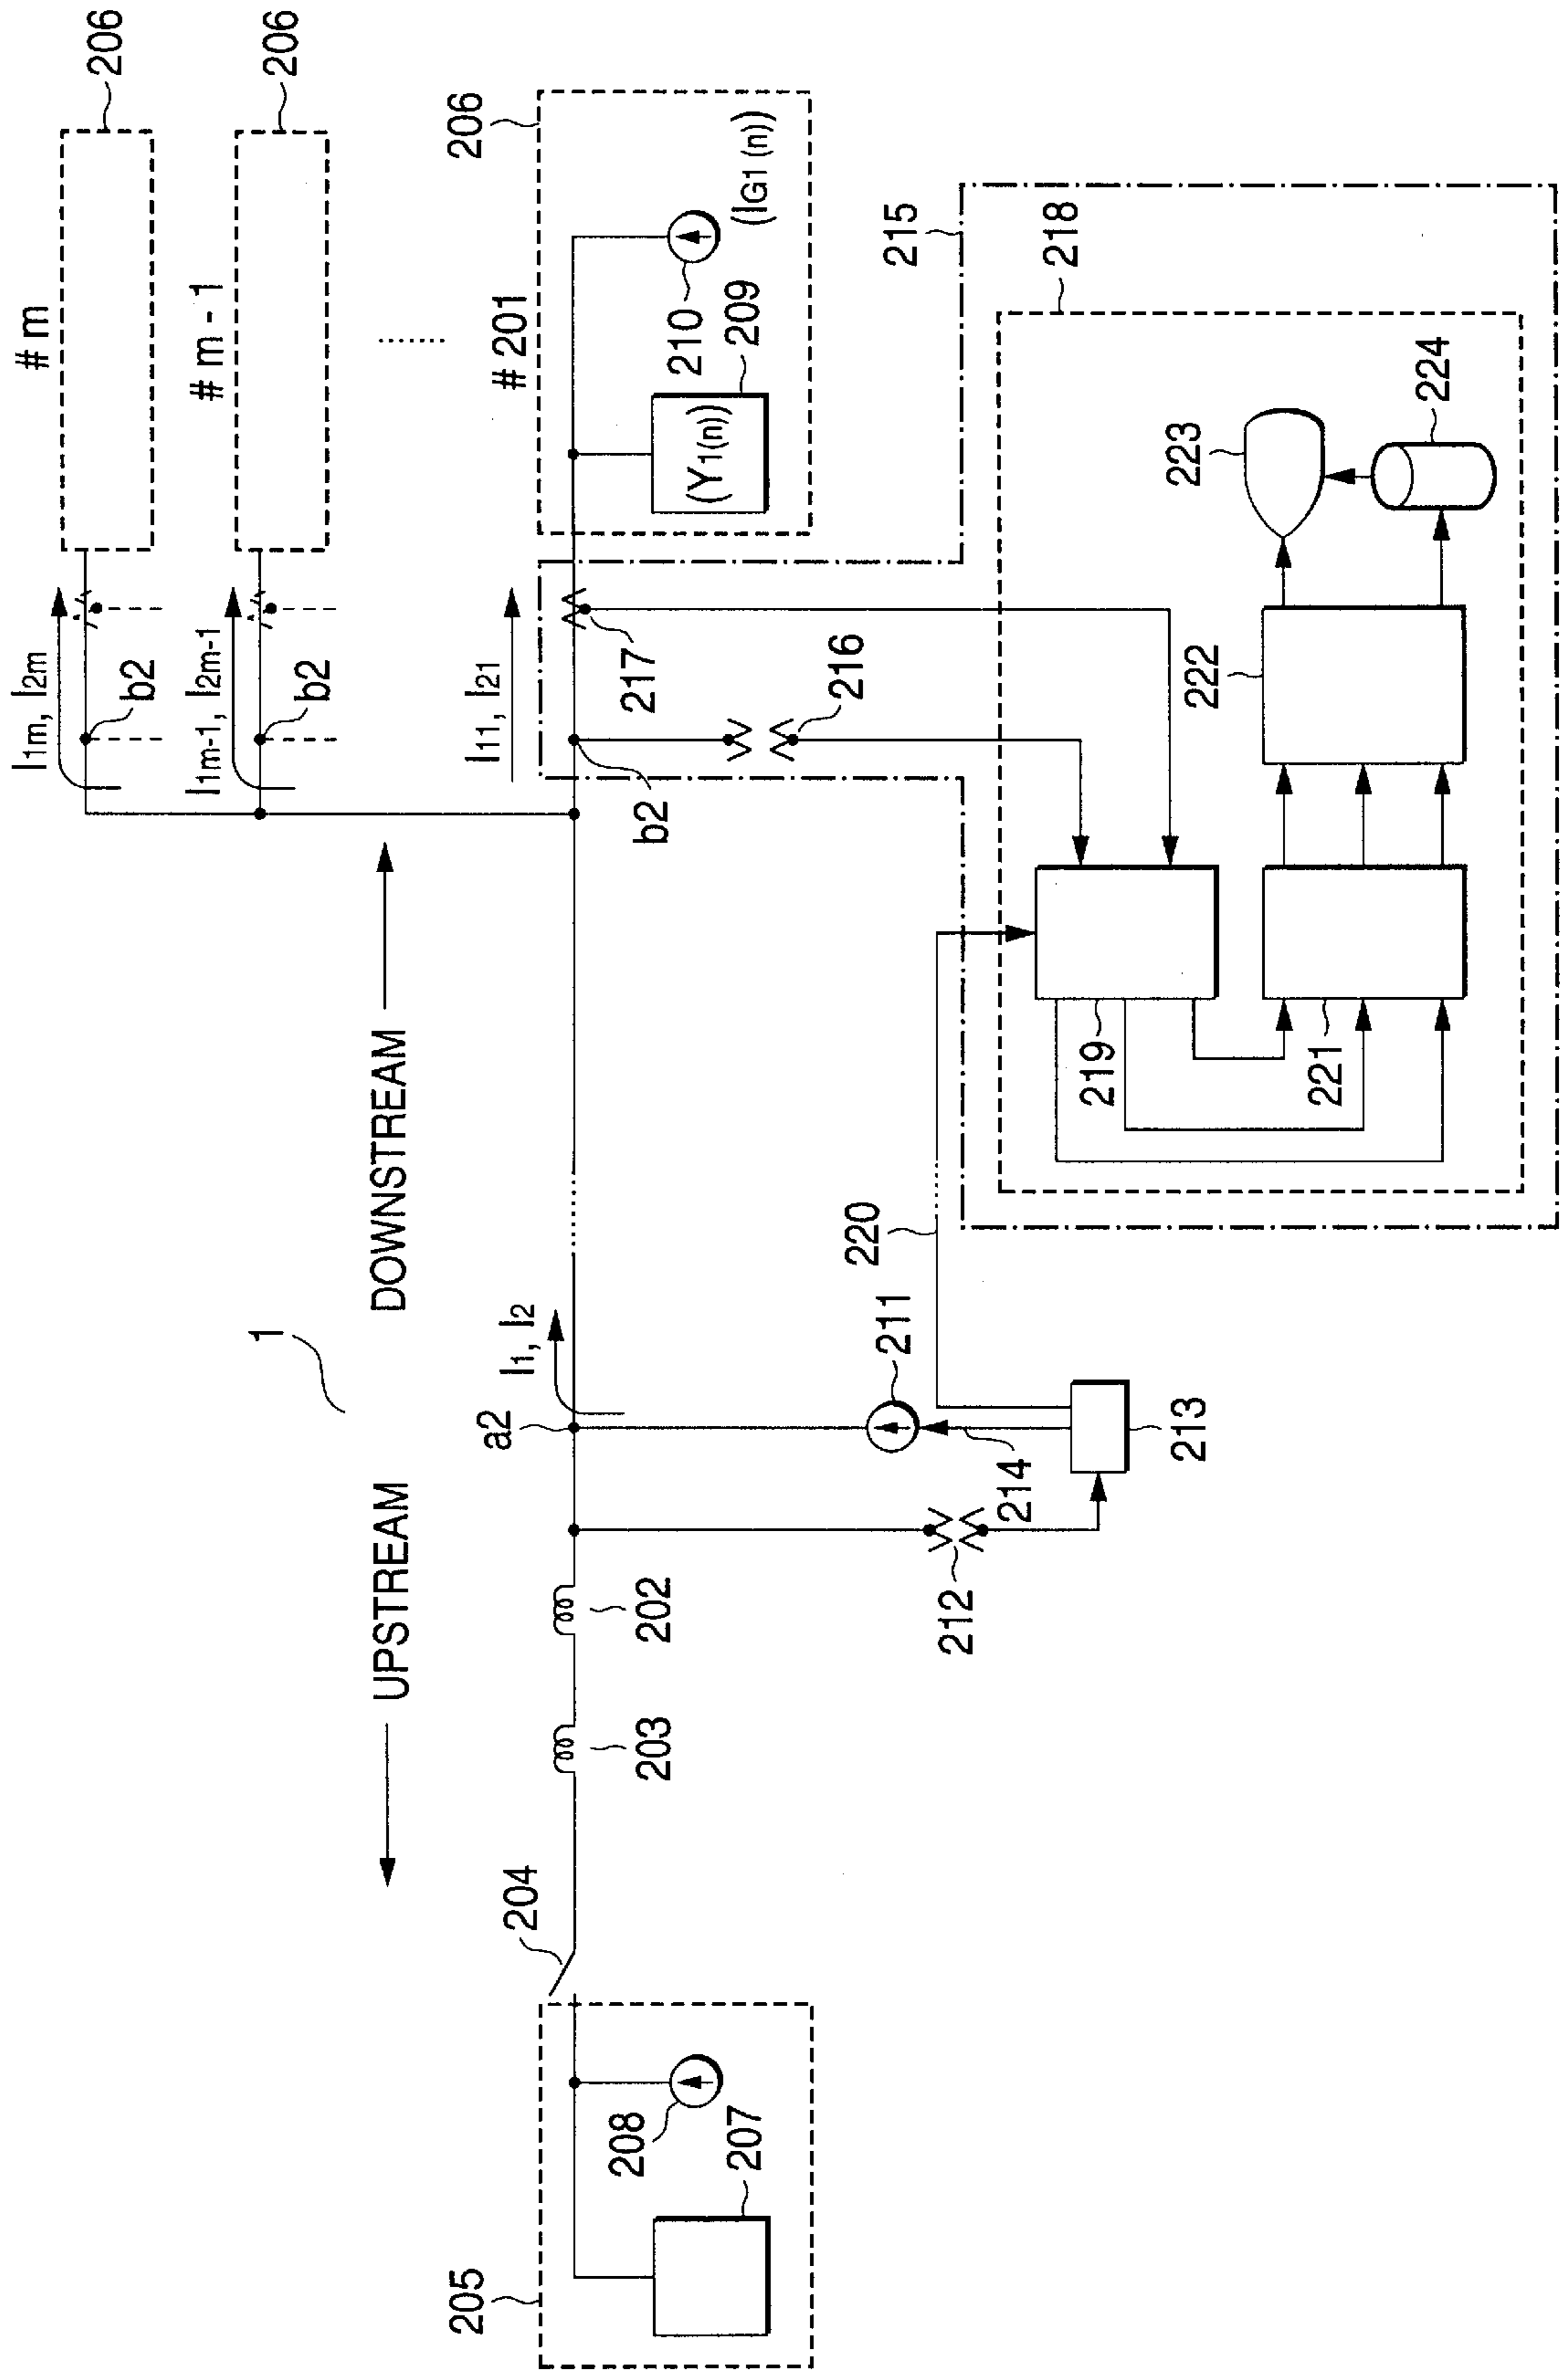 # m
206
I1m, I2m
b2
# m - 1
206
I1m-1, I2m-1
b2
1
UPSTREAM
DOWNSTREAM
# 201
206
I11, I21
b2
217
216
210
(IG1 (n))
209
(Y1(n))
205
208
207
204
203
202
a2
I1, I2
212
214
211
213
220
215
218
219
221
222
223
224